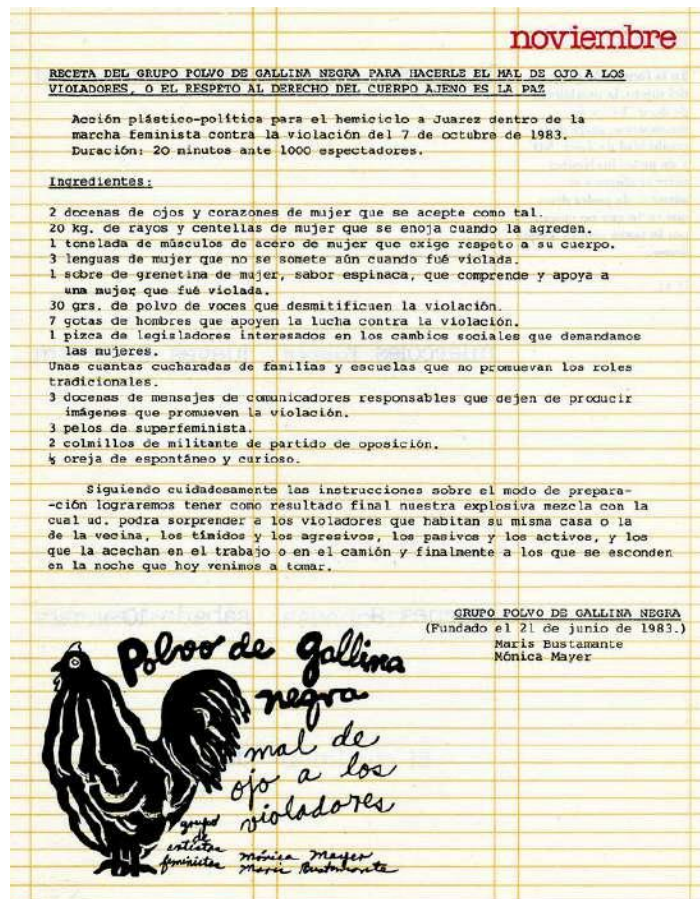 noviembre
RECETA DEL GRUPO POLVO DE GALLINA NEGRA PARA HACERLE EL MAL DE OJO A LOS
VIOLADORES, O EL RESPETO AL DERECHO DEL CUERPO AJENO ES LA PAZ
Acción plástico-política para el hemiciclo a Juarez dentro de la
marcha feminista contra la violación del 7 de octubre de 1983.
Duración: 20 minutos ante 1000 espectadores.
Ingredientes:
2 docenas de ojos y corazones de mujer que se acepte como tal.
20 kg. de rayos y centellas de mujer que se enoja cuando la agreden.
1 tonelada de músculos de acero de mujer que exige respeto a su cuerpo.
3 lenguas de mujer que no se somete aún cuando fué violada.
1 sobre de grenetina de mujer, sabor espinaca, que comprende y apoya a
una mujer que fué violada.
30 grs. de polvo de voces que desmitifiquen la violación.
7 gotas de hombres que apoyen la lucha contra la violación.
1 pizca de legisladores interesados en los cambios sociales que demandamos
las mujeres.
Unas cuantas cucharadas de familias y escuelas que no promuevan los roles
tradicionales.
3 docenas de mensajes de comunicadores responsables que dejen de producir
imágenes que promueven la violación.
3 pelos de superfeminista.
2 colmillos de militante de partido de oposición.
½ oreja de espontáneo y curioso.
Siguiendo cuidadosamente las instrucciones sobre el modo de prepara-
-ción lograremos tener como resultado final nuestra explosiva mezcla con la
cual ud. podra sorprender a los violadores que habitan su misma casa o la
de la vecina, los tímidos y los agresivos, los pasivos y los activos, y los
que la acechan en el trabajo o en el camión y finalmente a los que se esconden
en la noche que hoy venimos a tomar.
GRUPO POLVO DE GALLINA NEGRA
(Fundado el 21 de junio de 1983.)
Maris Bustamante
Mónica Mayer
Polvo de gallina
negra
mal de
ojo a los
violadores
grupo
de
artistas
feministas
Mónica Mayer
Maris Bustamante